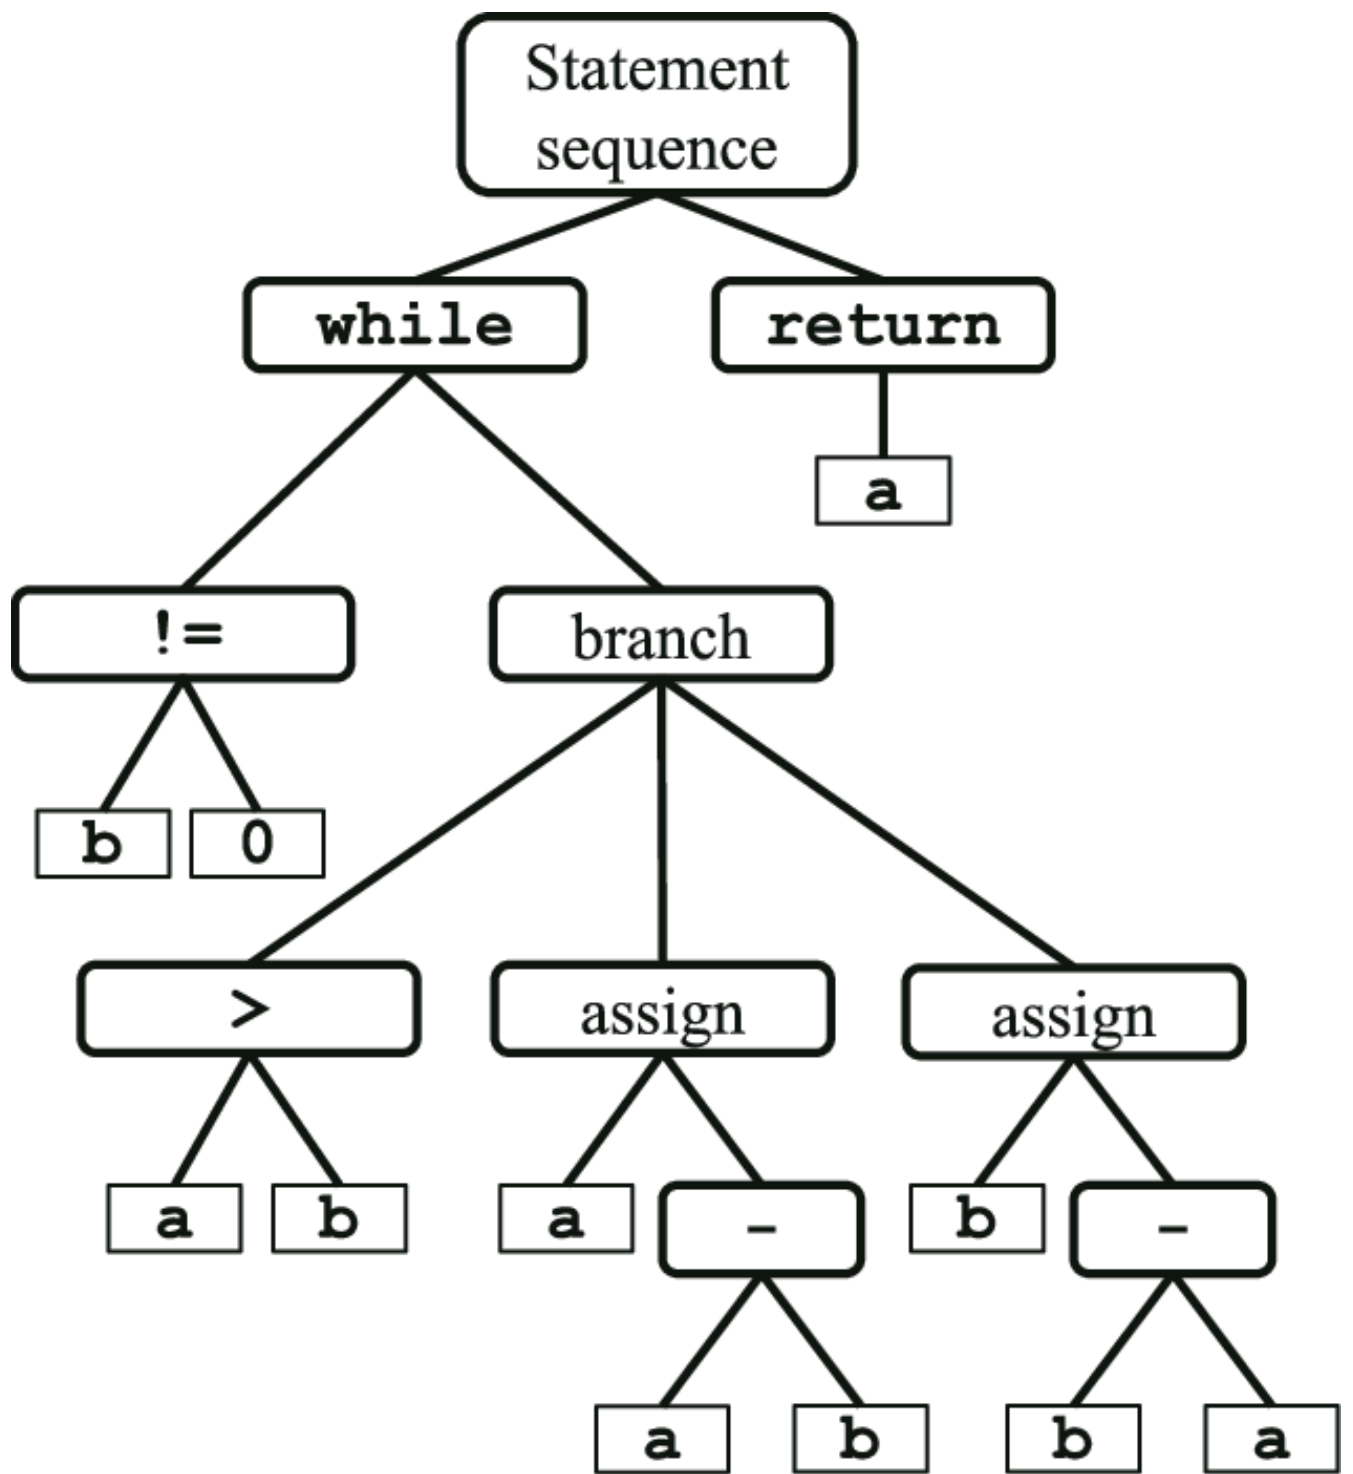 Statement
sequence
while
return
a
!=
branch
b
0
>
assign
assign
a
b
a
-
b
-
a
b
b
a